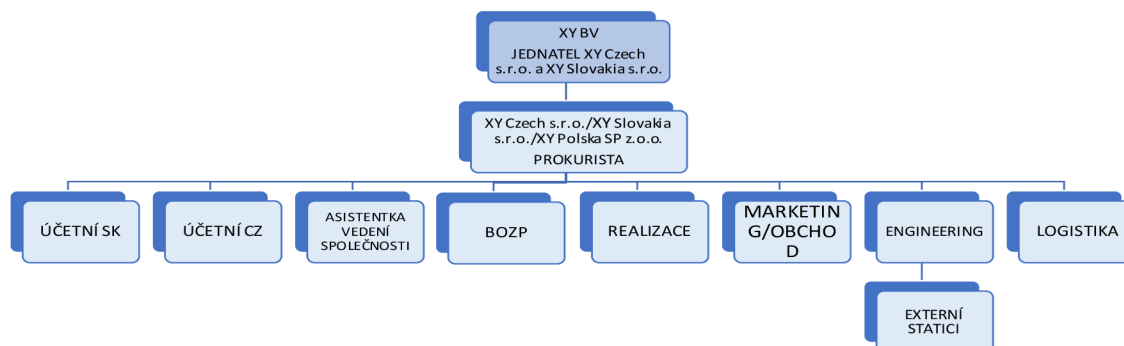 XY BV
JEDNATEL XY Czech
s.r.o. a XY Slovakia s.r.o.
XY Czech s.r.o./XY Slovakia
s.r.o./XY Polska SP z.o.o.
PROKURISTA
ÚČETNÍ SK
ÚČETNÍ CZ
ASISTENTKA
VEDENÍ
SPOLEČNOSTI
BOZP
REALIZACE
MARKETIN
G/OBCHO
D
ENGINEERING
LOGISTIKA
EXTERNÍ
STATICI